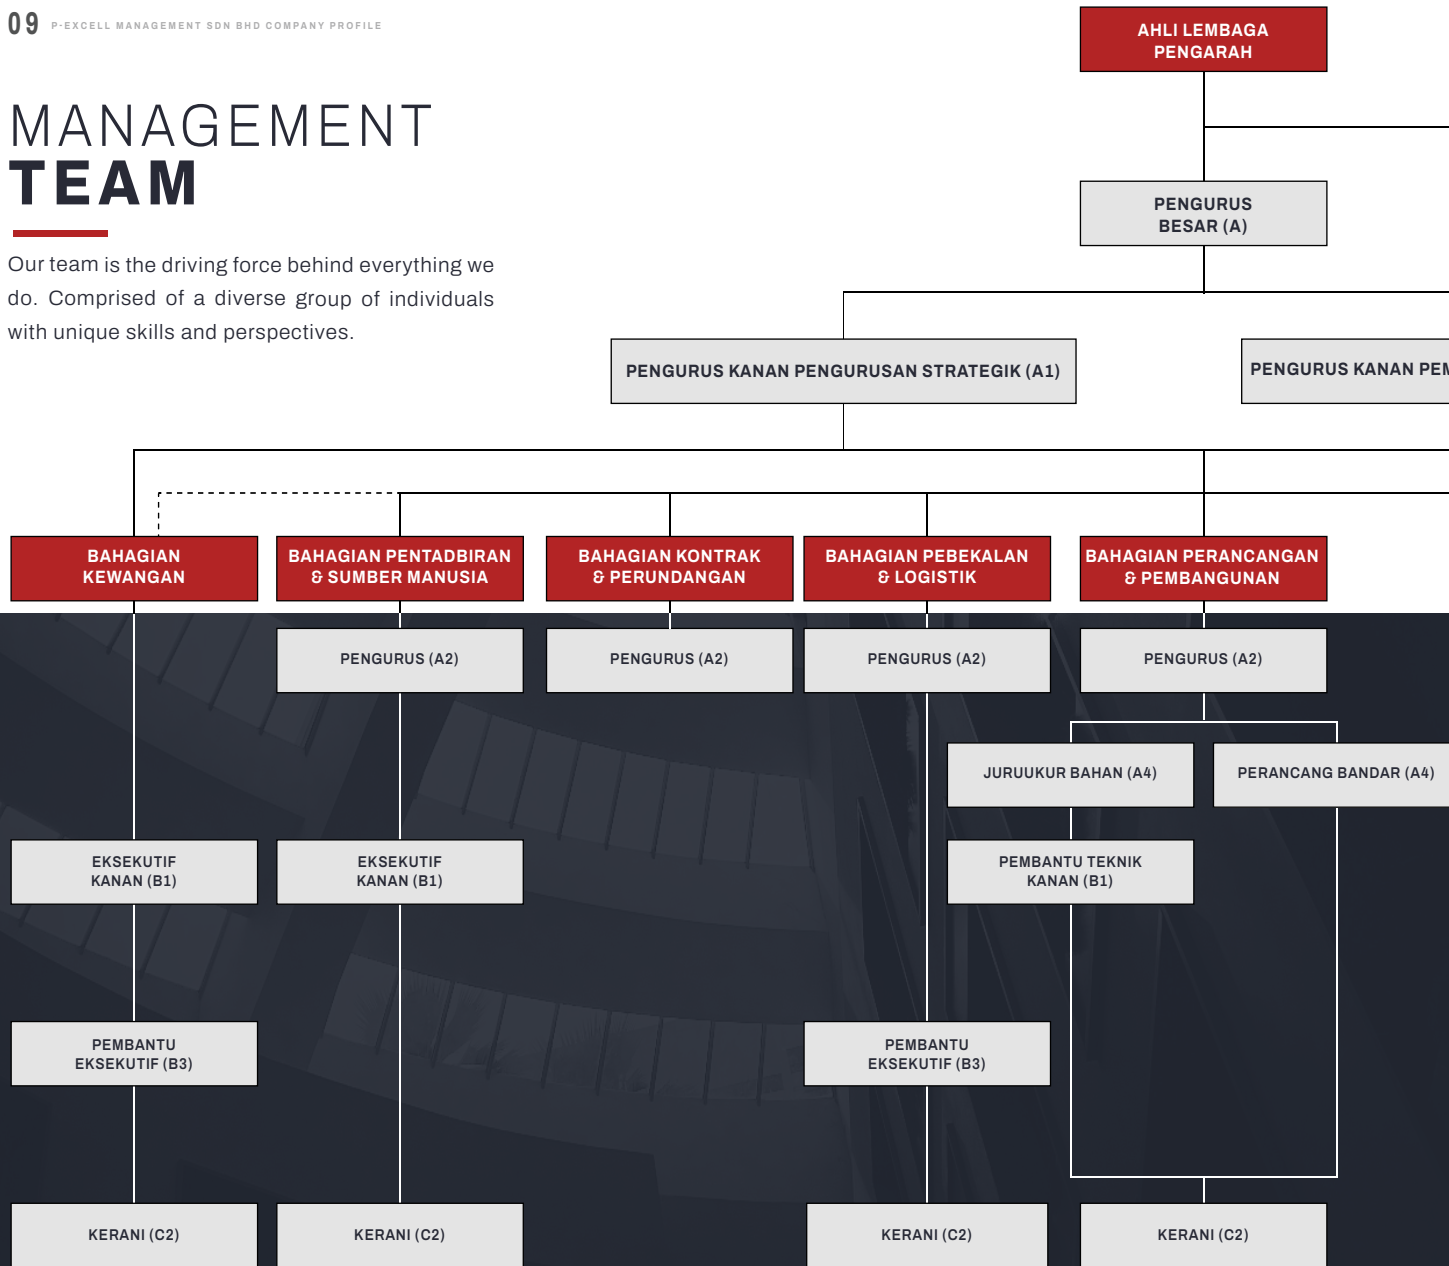 09 P-EXCELL MANAGEMENT SDN BHD COMPANY PROFILE
MANAGEMENT
TEAM
Our team is the driving force behind everything we
do. Comprised of a diverse group of individuals
with unique skills and perspectives.
AHLI LEMBAGA
PENGARAH
PENGURUS
BESAR (A)
PENGURUS KANAN PENGURUSAN STRATEGIK (A1)
PENGURUS KANAN
BAHAGIAN
KEWANGAN
BAHAGIAN PENTADBIRAN
& SUMBER MANUSIA
BAHAGIAN KONTRAK
& PERUNDANGAN
BAHAGIAN PEBEKALAN
& LOGISTIK
BAHAGIAN PERANCANGAN
& PEMBANGUNAN
PENGURUS (A2)
PENGURUS (A2)
PENGURUS (A2)
PENGURUS (A2)
JURUUKUR BAHAN (A4)
PERANCANG BANDAR (A4)
EKSEKUTIF
KANAN (B1)
EKSEKUTIF
KANAN (B1)
PEMBANTU TEKNIK
KANAN (B1)
PEMBANTU
EKSEKUTIF (B3)
PEMBANTU
EKSEKUTIF (B3)
KERANI (C2)
KERANI (C2)
KERANI (C2)
KERANI (C2)